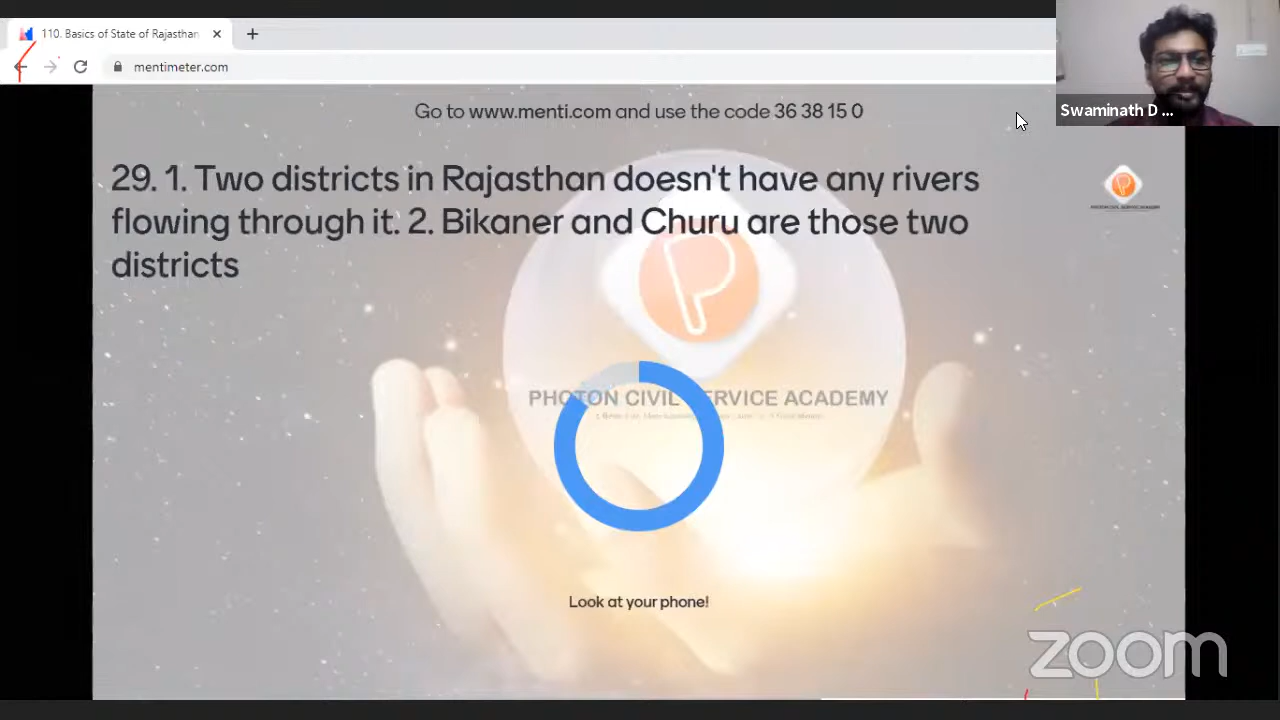 110. Basics of State of Rajasthan
mentimeter.com
Go to www.menti.com and use the code 36 38 15 0
Swaminath D ...
29. 1. Two districts in Rajasthan doesn't have any rivers
flowing through it. 2. Bikaner and Churu are those two
districts
PHOTON CIVIL SERVICE ACADEMY
Look at your phone!
zoom